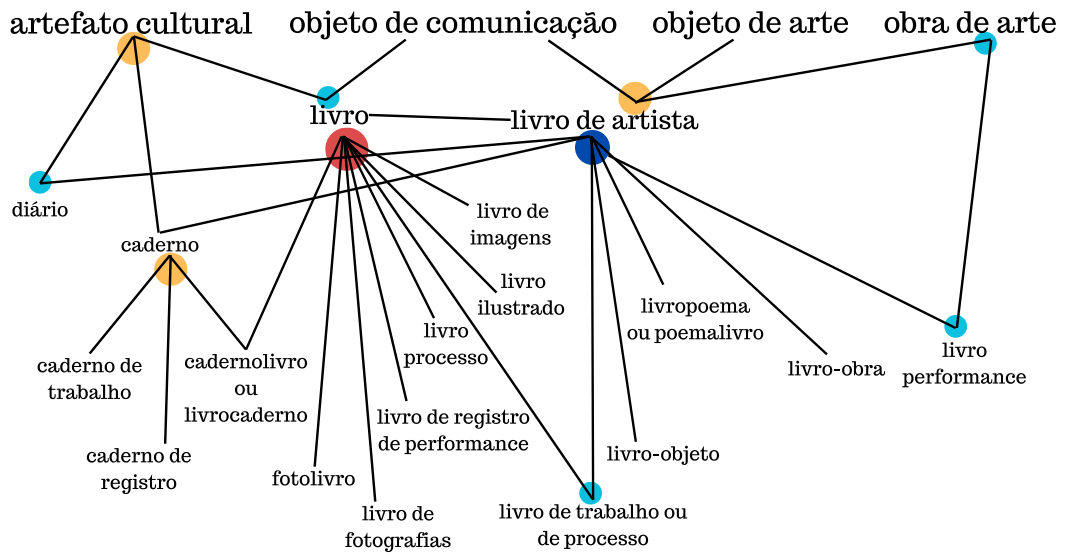 artefato cultural
objeto de comunicação
objeto de arte
obra de arte
livro
livro de artista
diário
caderno
livro de
imagens
livro
ilustrado
livropoema
ou poemalivro
livro
processo
livro
performance
livro-obra
caderno de
trabalho
cadernolivro
ou
livrocaderno
livro de registro
de performance
caderno de
registro
livro-objeto
fotolivro
livro de
fotografias
livro de trabalho ou
de processo